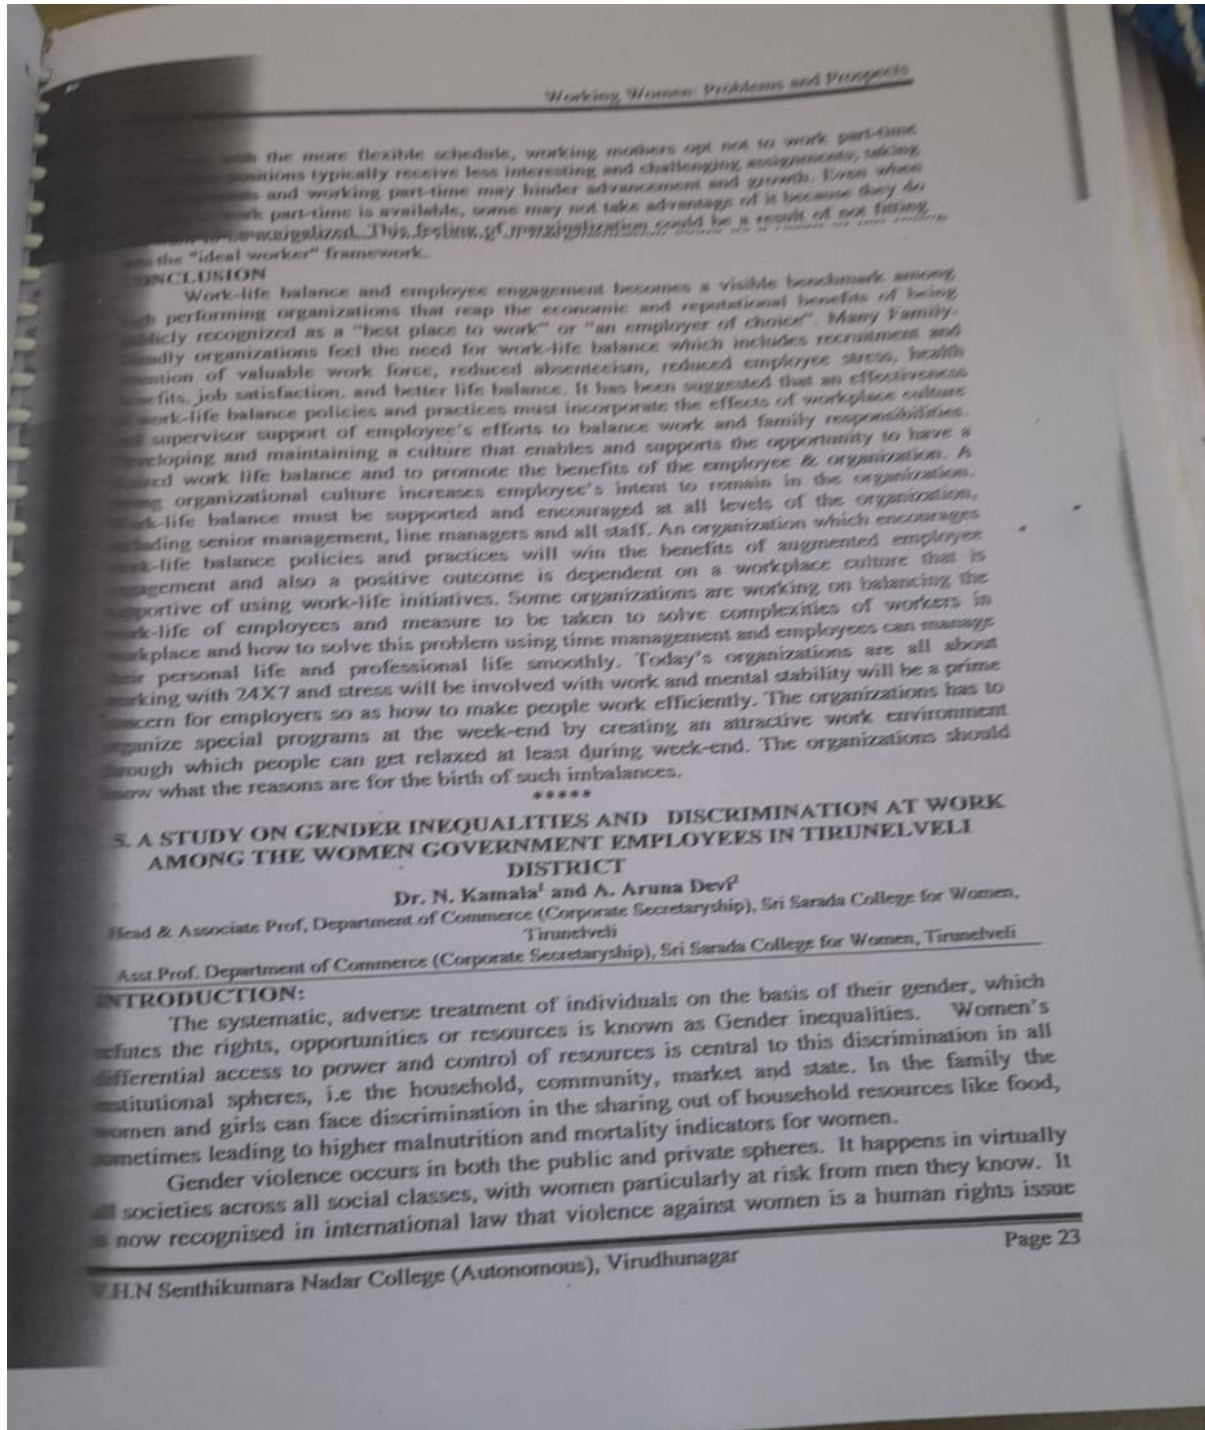 Working Women: Problems and Prospects
the more flexible schedule, working mothers opt not to work part-time
typically receive less interesting and challenging assignments, taking
and working part-time may hinder advancement and growth. Even when
part-time is available, some may not take advantage of it because they do
This feeling of marginalization could be a result of not fitting
the "ideal worker" framework.
CONCLUSION
Work-life balance and employee engagement becomes a visible benchmark among
performing organizations that reap the economic and reputational benefits of being
recognized as a "best place to work" or "an employer of choice". Many Family-
organizations feel the need for work-life balance which includes recruitment and
of valuable work force, reduced absenteeism, reduced employee stress, health
job satisfaction, and better life balance. It has been suggested that an effectiveness
work-life balance policies and practices must incorporate the effects of workplace culture
supervisor support of employee's efforts to balance work and family responsibilities.
and maintaining a culture that enables and supports the opportunity to have a
work life balance and to promote the benefits of the employee & organization. A
organizational culture increases employee's intent to remain in the organization.
balance must be supported and encouraged at all levels of the organization,
senior management, line managers and all staff. An organization which encourages
balance policies and practices will win the benefits of augmented employee
and also a positive outcome is dependent on a workplace culture that is
of using work-life initiatives. Some organizations are working on balancing the
of employees and measure to be taken to solve complexities of workers in
and how to solve this problem using time management and employees can manage
their personal life and professional life smoothly. Today's organizations are all about
working with 24X7 and stress will be involved with work and mental stability will be a prime
concern for employers so as how to make people work efficiently. The organizations has to
organize special programs at the week-end by creating an attractive work environment
through which people can get relaxed at least during week-end. The organizations should
know what the reasons are for the birth of such imbalances.
*****
5. A STUDY ON GENDER INEQUALITIES AND DISCRIMINATION AT WORK
AMONG THE WOMEN GOVERNMENT EMPLOYEES IN TIRUNELVELI
DISTRICT
Dr. N. Kamala¹ and A. Aruna Devi²
Head & Associate Prof, Department of Commerce (Corporate Secretaryship), Sri Sarada College for Women,
Tirunelveli
Asst.Prof. Department of Commerce (Corporate Secretaryship), Sri Sarada College for Women, Tirunelveli
INTRODUCTION:
The systematic, adverse treatment of individuals on the basis of their gender, which
refutes the rights, opportunities or resources is known as Gender inequalities. Women's
differential access to power and control of resources is central to this discrimination in all
institutional spheres, i.e the household, community, market and state. In the family the
women and girls can face discrimination in the sharing out of household resources like food,
sometimes leading to higher malnutrition and mortality indicators for women.
Gender violence occurs in both the public and private spheres. It happens in virtually
all societies across all social classes, with women particularly at risk from men they know. It
is now recognised in international law that violence against women is a human rights issue
V.H.N Senthikumara Nadar College (Autonomous), Virudhunagar
Page 23